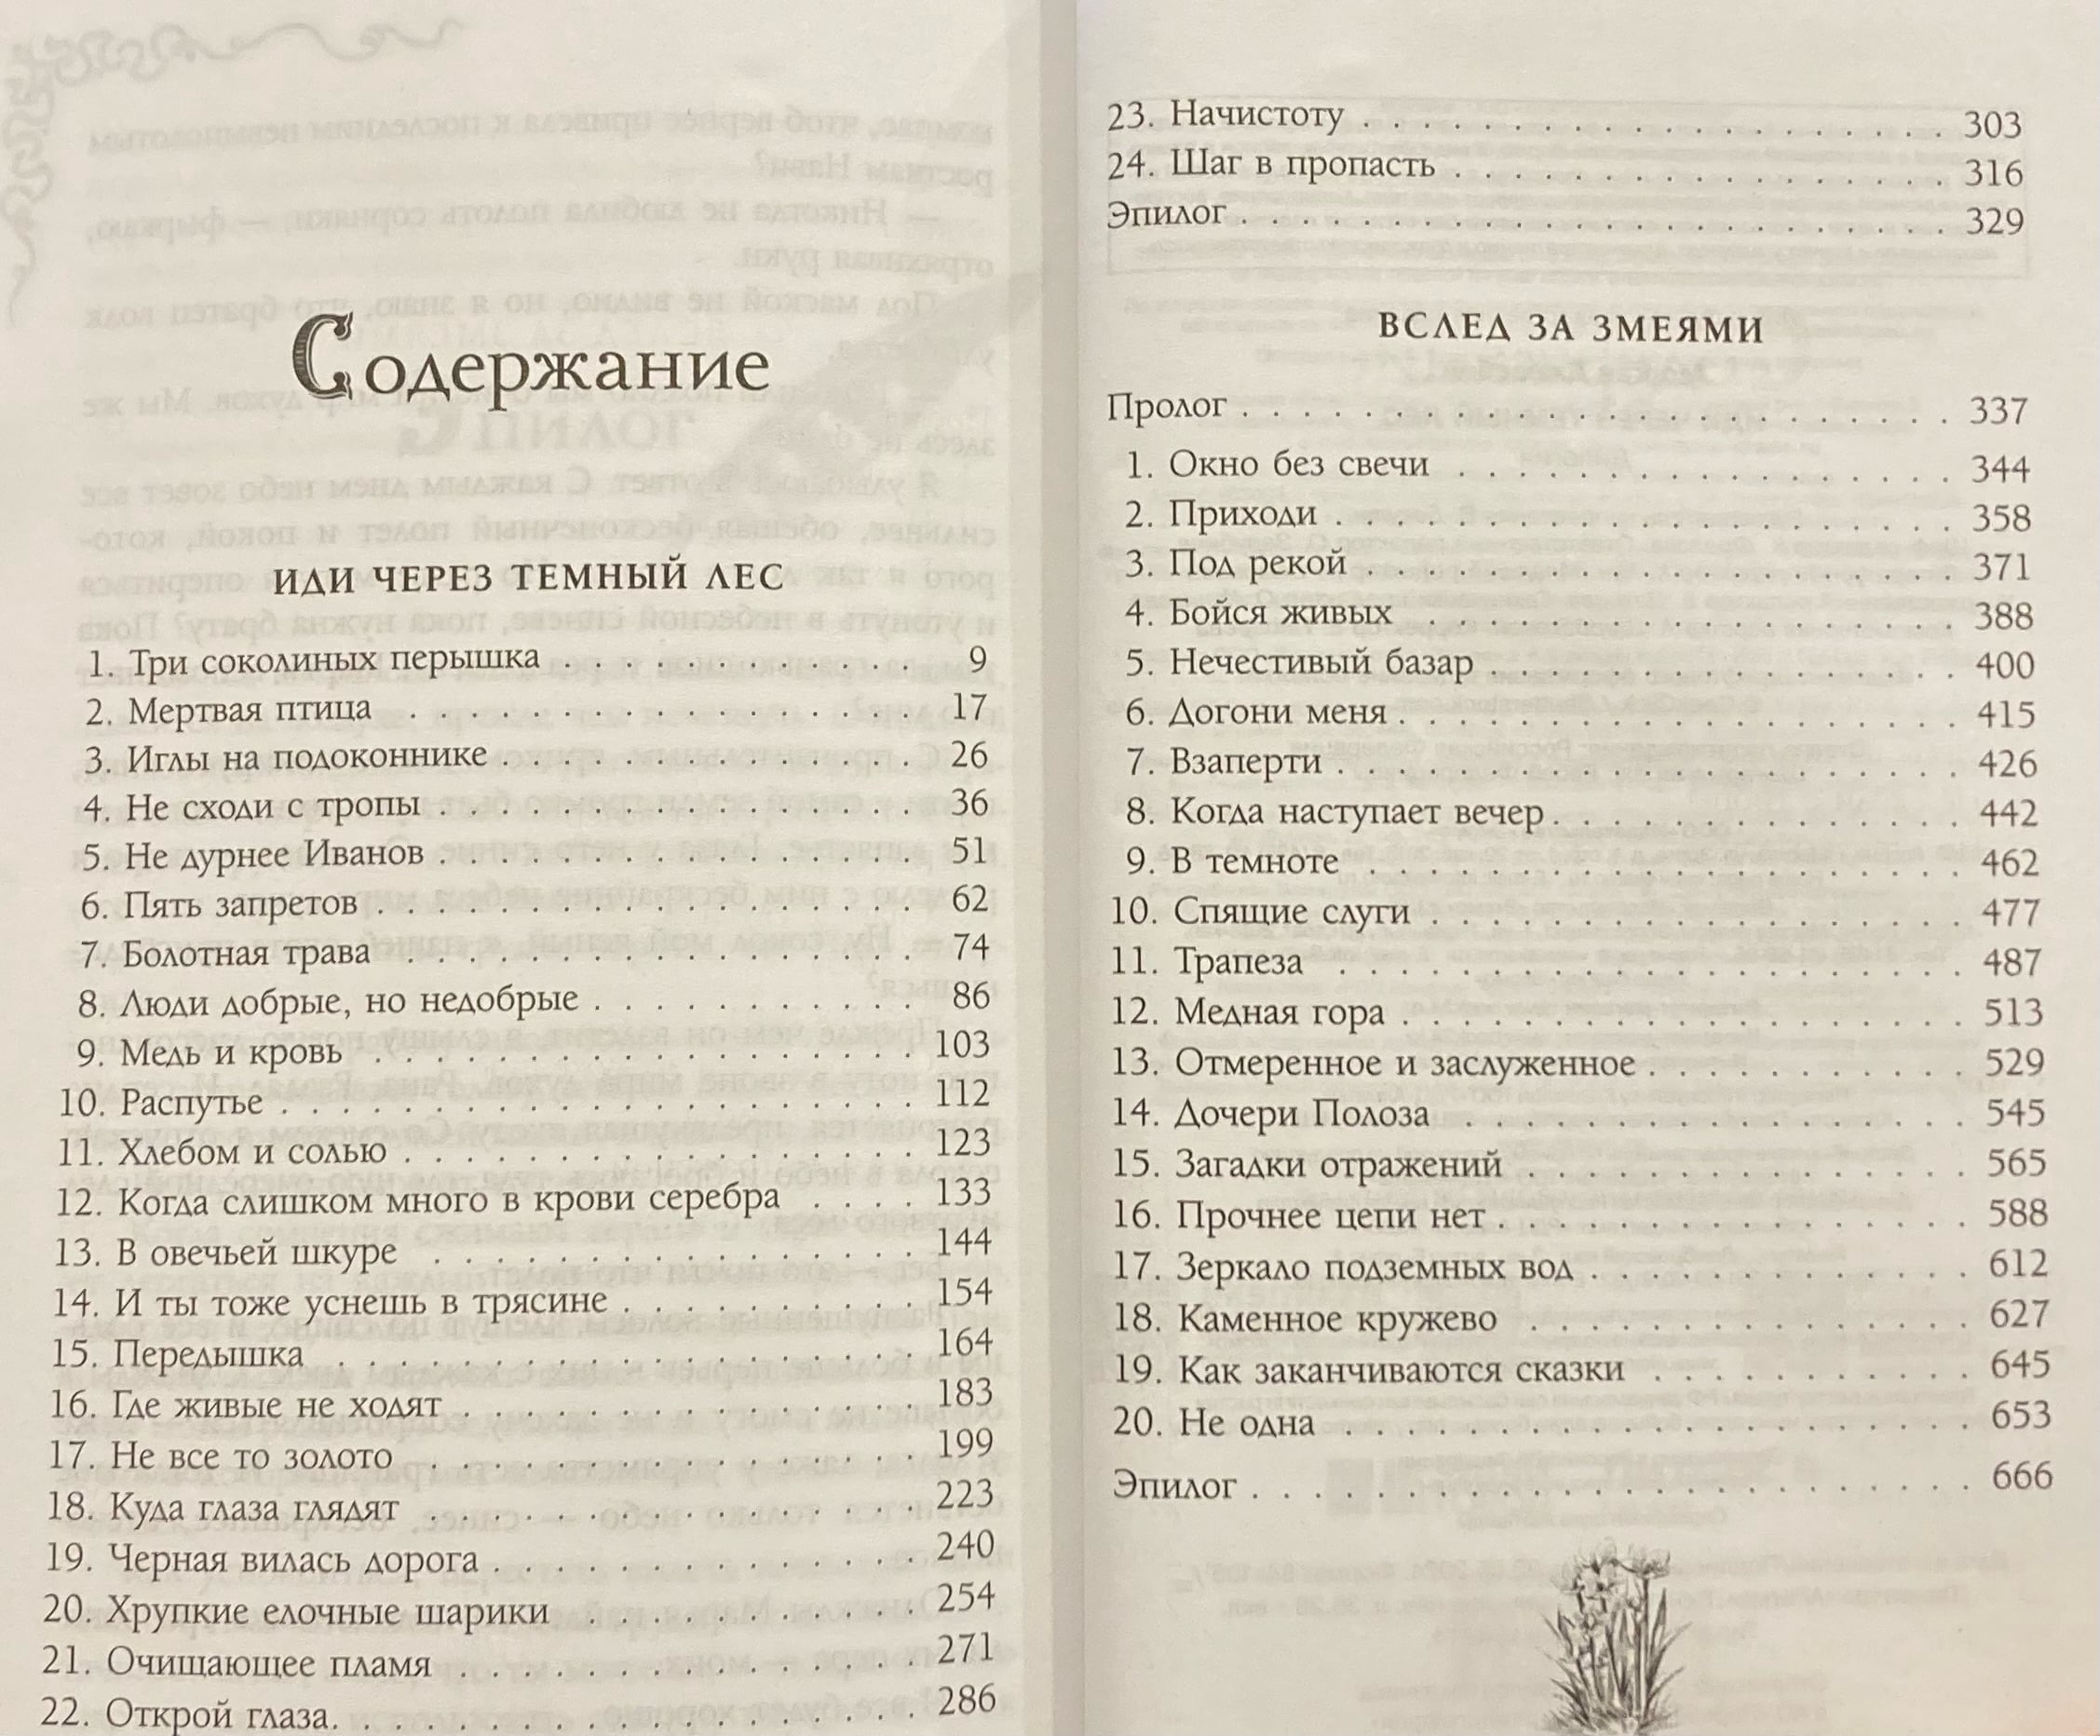 Содержание
ИДИ ЧЕРЕЗ ТЕМНЫЙ ЛЕС
1. Три соколиных перышка . . . . . . . . . . . . 9
2. Мертвая птица . . . . . . . . . . . . . . . . . 17
3. Иглы на подоконнике . . . . . . . . . . . . . . 26
4. Не сходи с тропы . . . . . . . . . . . . . . . . 36
5. Не дурнее Иванов . . . . . . . . . . . . . . . . 51
6. Пять запретов . . . . . . . . . . . . . . . . . . 62
7. Болотная трава . . . . . . . . . . . . . . . . . 74
8. Люди добрые, но недобрые . . . . . . . . . . . 86
9. Медь и кровь . . . . . . . . . . . . . . . . . . 103
10. Распутье . . . . . . . . . . . . . . . . . . . . . 112
11. Хлебом и солью . . . . . . . . . . . . . . . . . 123
12. Когда слишком много в крови серебра . . . . 133
13. В овечьей шкуре . . . . . . . . . . . . . . . . 144
14. И ты тоже уснешь в трясине . . . . . . . . . . 154
15. Передышка . . . . . . . . . . . . . . . . . . . 164
16. Где живые не ходят . . . . . . . . . . . . . . . 183
17. Не все то золото . . . . . . . . . . . . . . . . 199
18. Куда глаза глядят . . . . . . . . . . . . . . . . 223
19. Черная вилась дорога . . . . . . . . . . . . . . 240
20. Хрупкие елочные шарики . . . . . . . . . . . 254
21. Очищающее пламя . . . . . . . . . . . . . . . 271
22. Открой глаза. . . . . . . . . . . . . . . . . . . 286
23. Начистоту . . . . . . . . . . . . . . . . . . . . 303
24. Шаг в пропасть . . . . . . . . . . . . . . . . . 316
Эпилог . . . . . . . . . . . . . . . . . . . . . . . . 329
ВСЛЕД ЗА ЗМЕЯМИ
Пролог . . . . . . . . . . . . . . . . . . . . . . . . 337
1. Окно без свечи . . . . . . . . . . . . . . . . . 344
2. Приходи . . . . . . . . . . . . . . . . . . . . . 358
3. Под рекой . . . . . . . . . . . . . . . . . . . . 371
4. Бойся живых . . . . . . . . . . . . . . . . . . 388
5. Нечестивый базар . . . . . . . . . . . . . . . . 400
6. Догони меня . . . . . . . . . . . . . . . . . . . 415
7. Взаперти . . . . . . . . . . . . . . . . . . . . . 426
8. Когда наступает вечер . . . . . . . . . . . . . . 442
9. В темноте . . . . . . . . . . . . . . . . . . . . 462
10. Спящие слуги . . . . . . . . . . . . . . . . . . 477
11. Трапеза . . . . . . . . . . . . . . . . . . . . . 487
12. Медная гора . . . . . . . . . . . . . . . . . . . 513
13. Отмеренное и заслуженное . . . . . . . . . . . 529
14. Дочери Полоза . . . . . . . . . . . . . . . . . 545
15. Загадки отражений . . . . . . . . . . . . . . . 565
16. Прочнее цепи нет . . . . . . . . . . . . . . . . 588
17. Зеркало подземных вод . . . . . . . . . . . . . 612
18. Каменное кружево . . . . . . . . . . . . . . . 627
19. Как заканчиваются сказки . . . . . . . . . . . 645
20. Не одна . . . . . . . . . . . . . . . . . . . . . 653
Эпилог . . . . . . . . . . . . . . . . . . . . . . . . 666